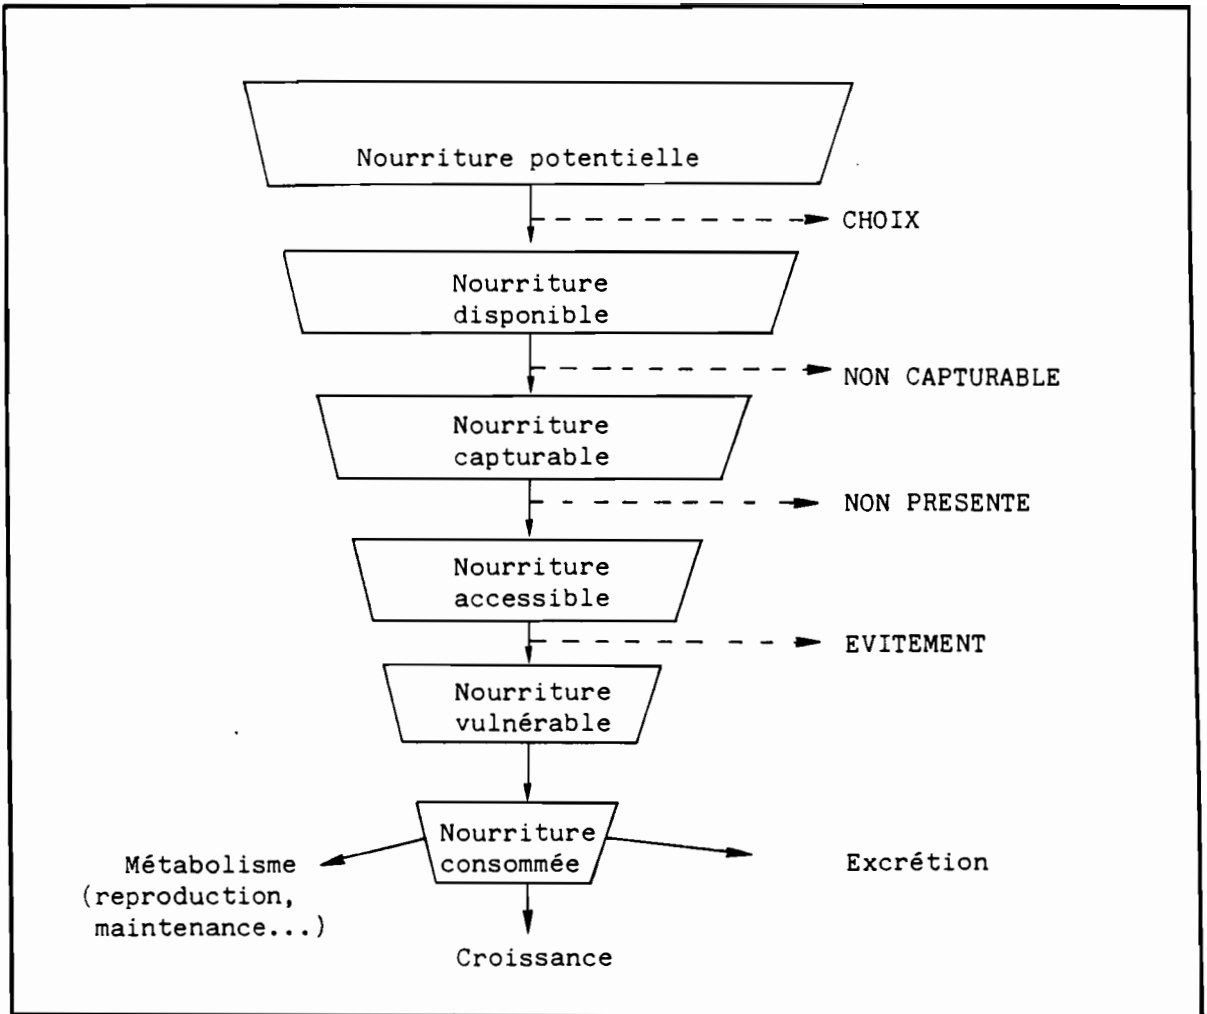 Nourriture potentielle
CHOIX
Nourriture
disponible
NON CAPTURABLE
Nourriture
capturable
NON PRESENTE
Nourriture
accessible
EVITEMENT
Nourriture
vulnérable
Nourriture
consommée
Métabolisme
(reproduction,
maintenance...)
Excrétion
Croissance